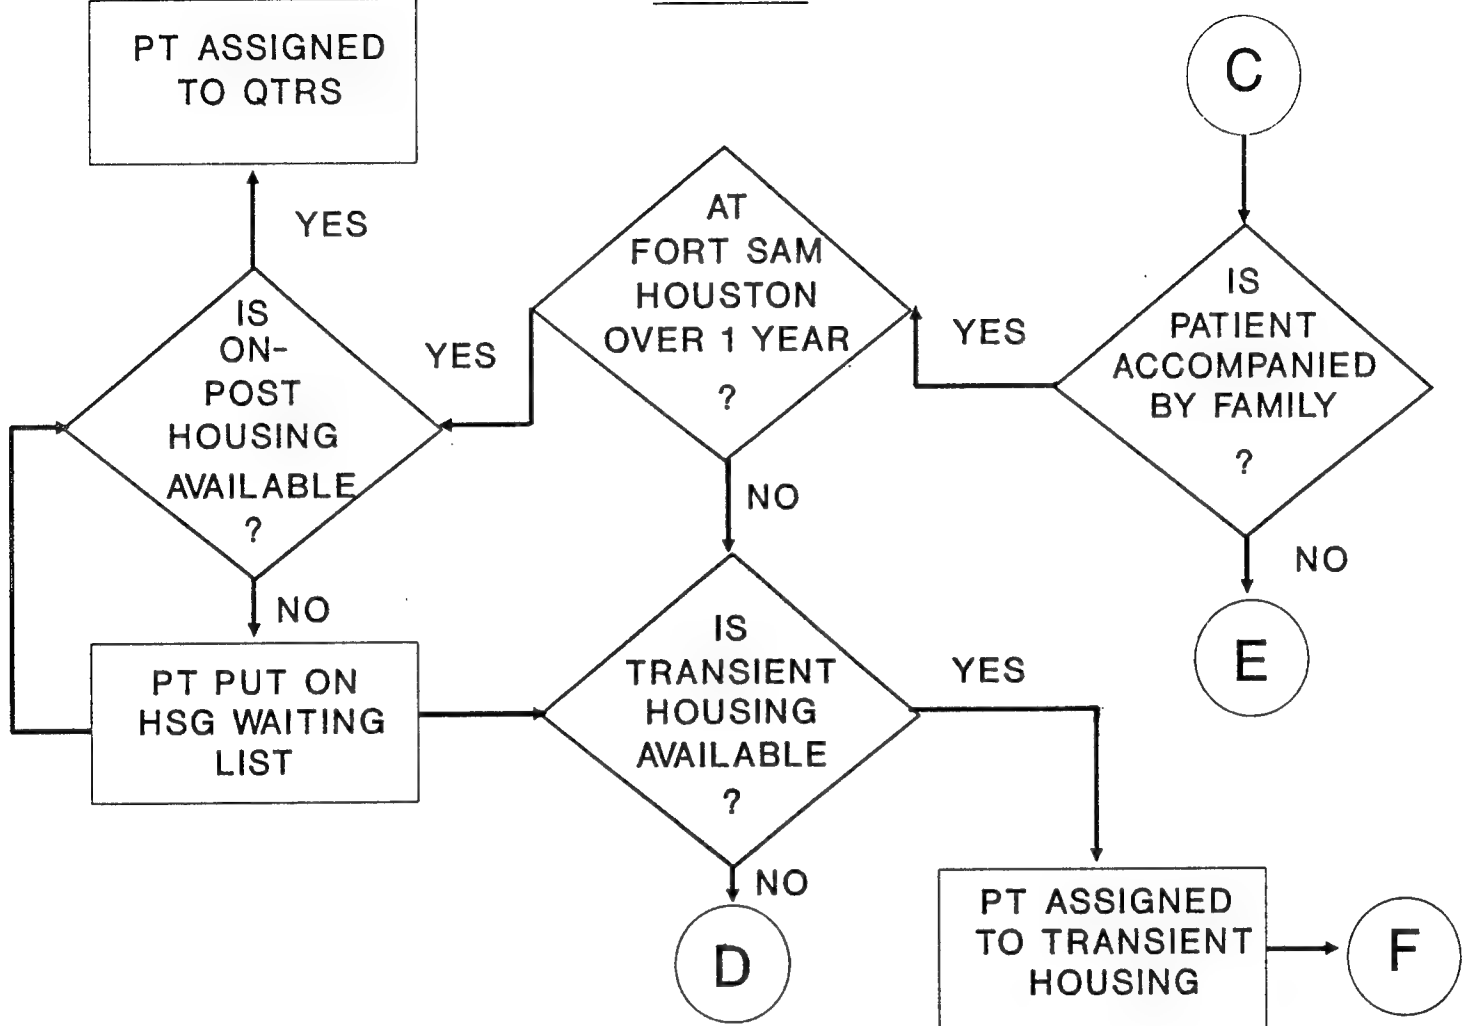 PT ASSIGNED
TO QTRS
C
YES
AT
FORT SAM
HOUSTON
OVER 1 YEAR
?
IS
PATIENT
ACCOMPANIED
BY FAMILY
?
YES
IS
ON-
POST
HOUSING
AVAILABLE
?
YES
NO
NO
NO
E
PT PUT ON
HSG WAITING
LIST
IS
TRANSIENT
HOUSING
AVAILABLE
?
YES
NO
D
PT ASSIGNED
TO TRANSIENT
HOUSING
F